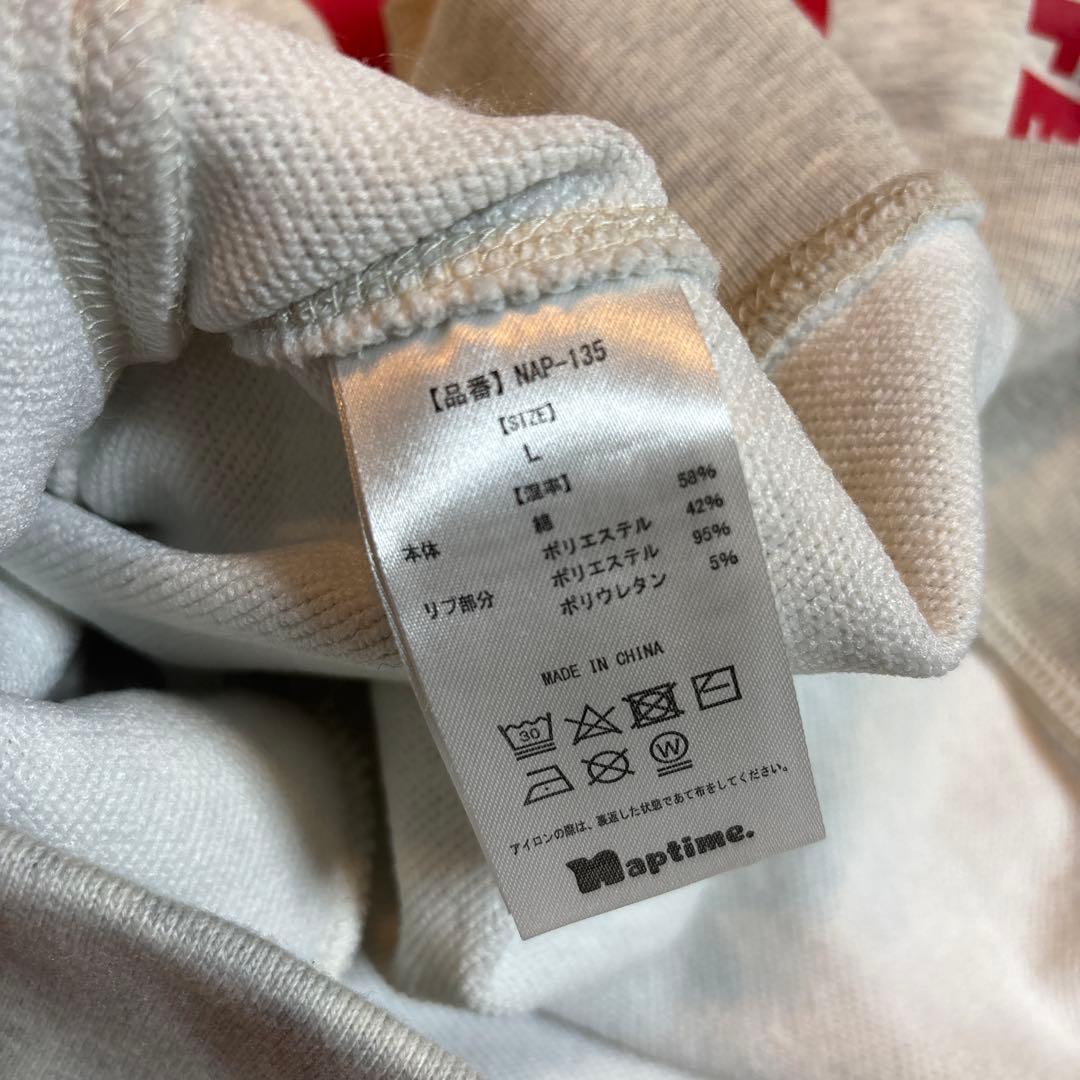 【品番】NAP-135
【SIZE】
L
【混率】
本体 綿 58%
ポリエステル 42%
リブ部分 ポリエステル 95%
ポリウレタン 5%
MADE IN CHINA
30
W
アイロンの際は、裏返した状態であて布をしてください。
Naptime.